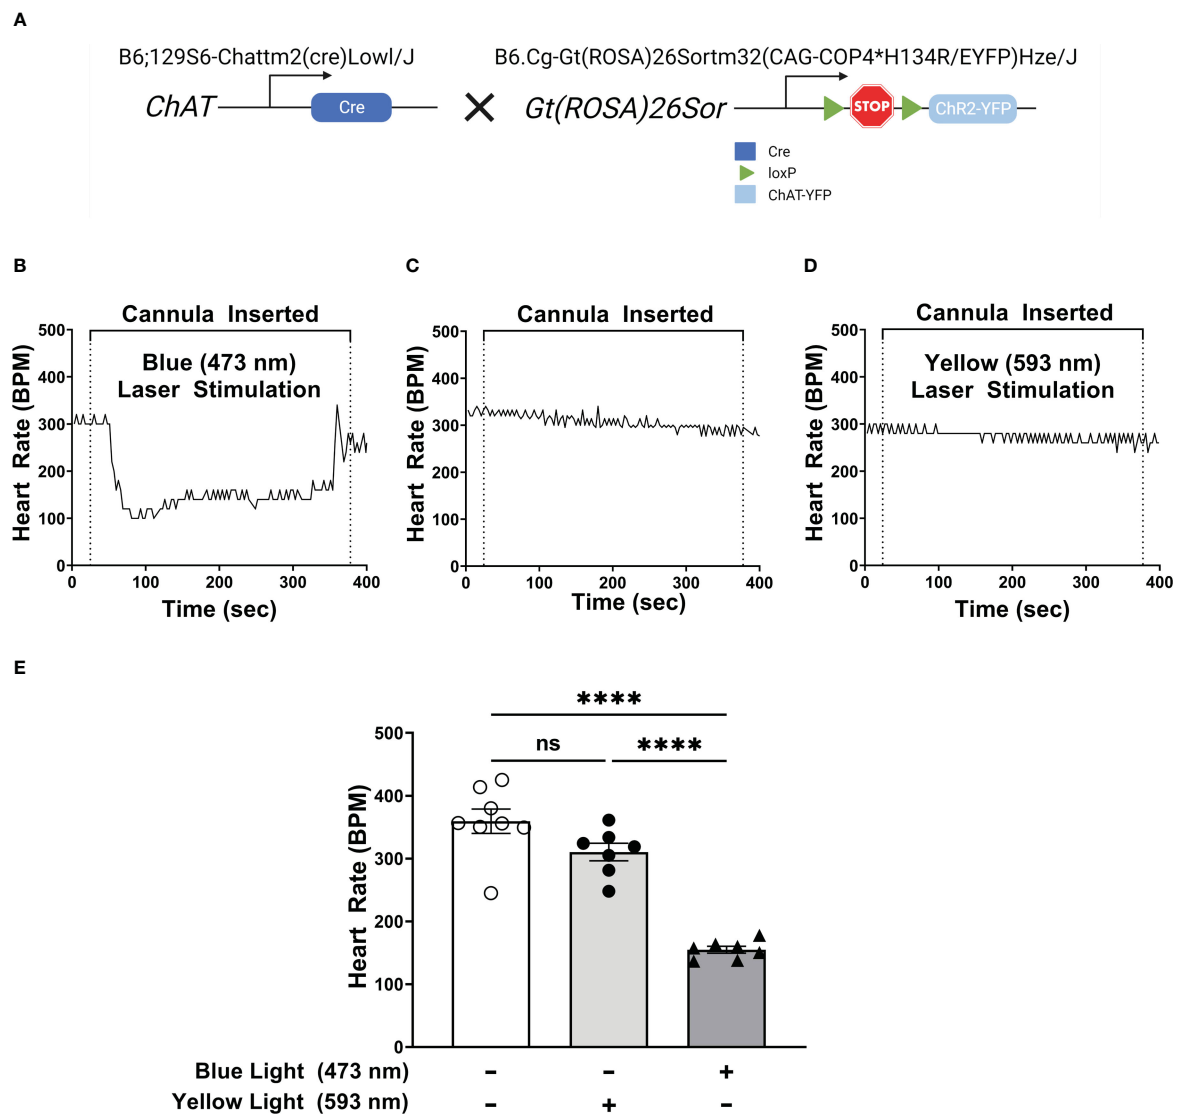 A
B6;129S6-Chattm2(cre)Lowl/J
B6.Cg-Gt(ROSA)26Sortm32(CAG-COP4*H134R/EYFP)Hze/J
ChAT
Cre
Gt(ROSA)26Sor
STOP
ChR2-YFP
Cre
loxP
ChAT-YFP
B
Cannula Inserted
Blue (473 nm)
Laser Stimulation
Heart Rate (BPM)
500
400
300
200
100
0
0 100 200 300 400
Time (sec)
C
Cannula Inserted
Heart Rate (BPM)
500
400
300
200
100
0
0 100 200 300 400
Time (sec)
D
Cannula Inserted
Yellow (593 nm)
Laser Stimulation
Heart Rate (BPM)
500
400
300
200
100
0
0 100 200 300 400
Time (sec)
E
****
ns
****
Heart Rate (BPM)
500
400
300
200
100
0
Blue Light (473 nm) - - +
Yellow Light (593 nm) - + -